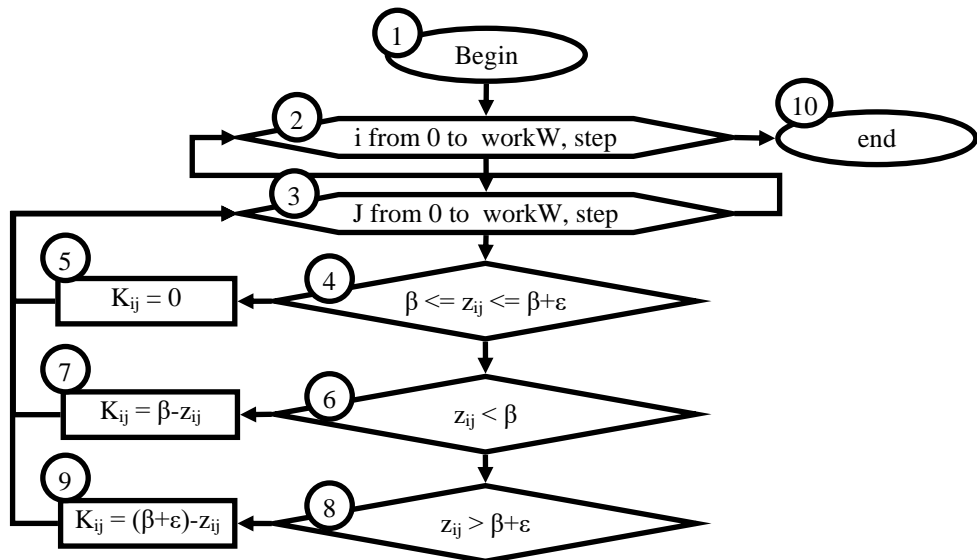 1
Begin
2
i from 0 to workW, step
10
end
3
J from 0 to workW, step
4
β <= zij <= β+ε
5
Kij = 0
6
zij < β
7
Kij = β-zij
8
zij > β+ε
9
Kij = (β+ε)-zij